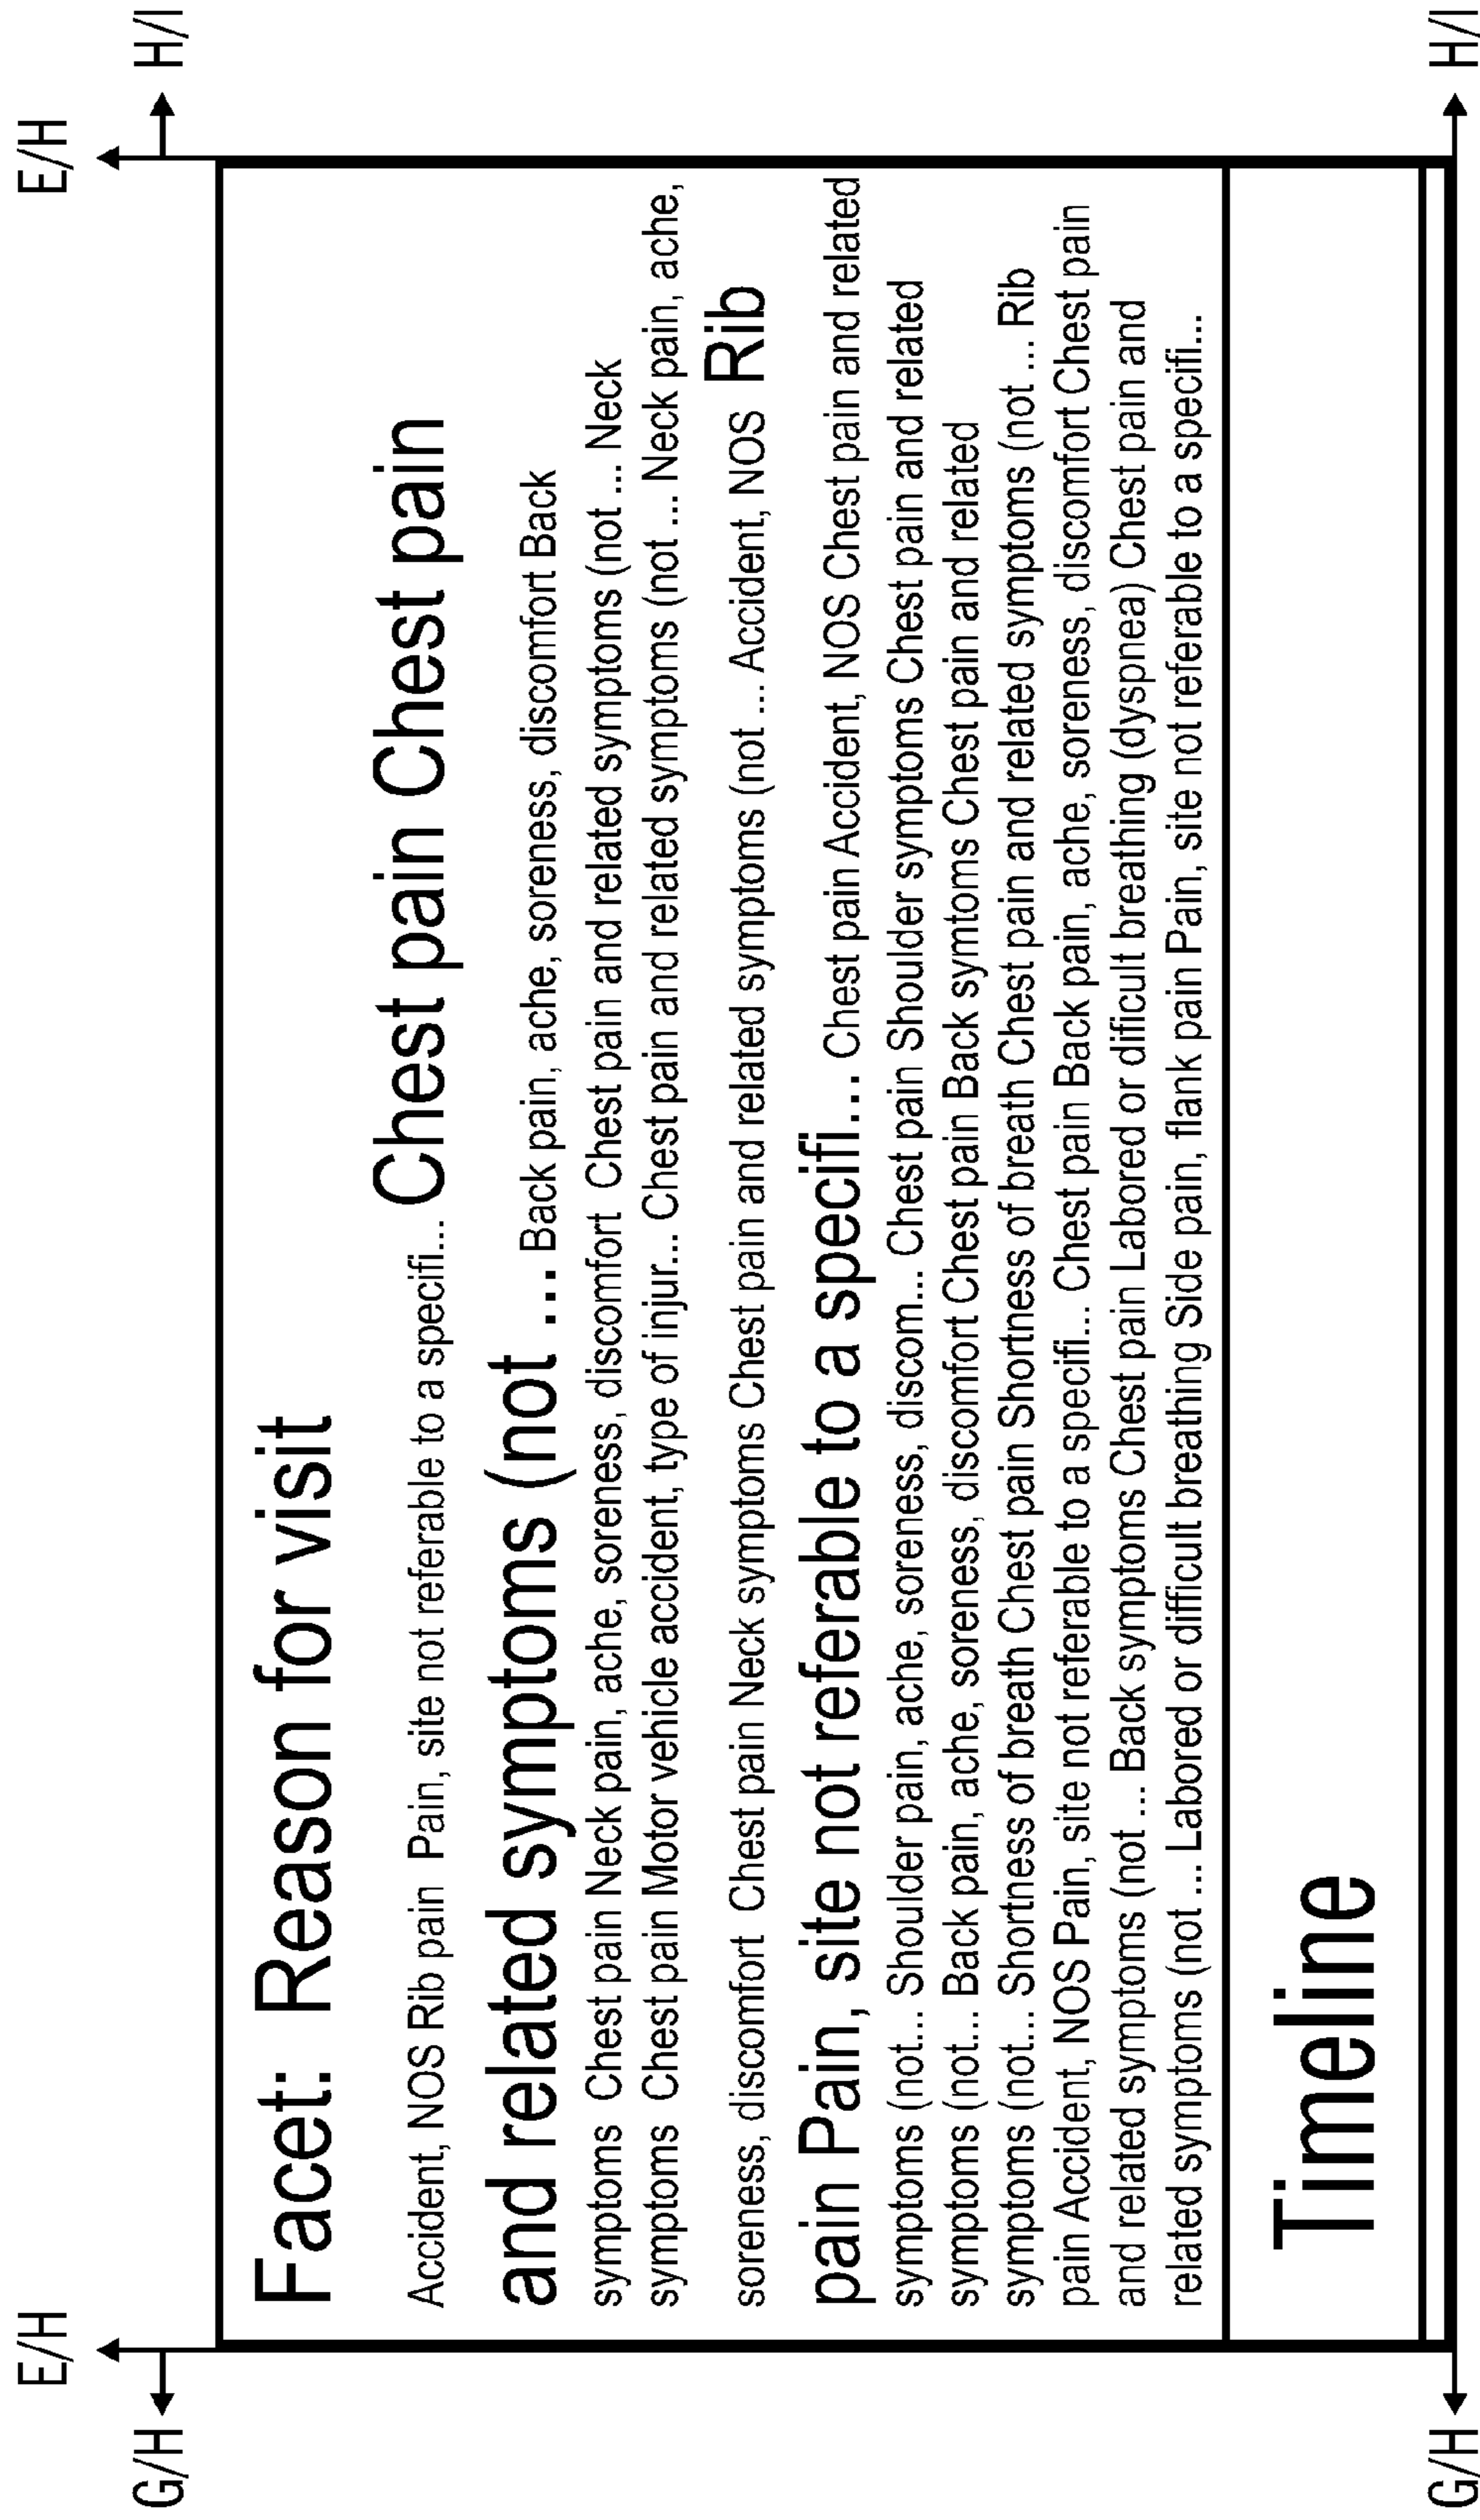 E/H E/H
G/H H/I
Facet: Reason for visit
Accident, NOS Rib pain Pain, site not referrable to a specifi... Chest pain Chest pain
and related symptoms (not ... Back pain, ache, soreness, discomfort Back
symptoms Chest pain Neck pain, ache, soreness, discomfort Chest pain and related symptoms (not ... Neck
symptoms Chest pain Motor vehicle accident, type of injur... Chest pain and related symptoms (not ... Neck pain, ache,
soreness, discomfort Chest pain Neck symptoms Chest pain and related symptoms (not ... Accident, NOS Rib
pain Pain, site not referable to a specifi... Chest pain Accident, NOS Chest pain and related
symptoms (not... Shoulder pain, ache, soreness, discom... Chest pain Shoulder symptoms Chest pain and related
symptoms (not... Back pain, ache, soreness, discomfort Chest pain Back symptoms Chest pain and related
symptoms (not... Shortness of breath Chest pain Shortness of breath Chest pain and related symptoms (not ... Rib
pain Accident, NOS Pain, site not referable to a specifi... Chest pain Back pain, ache, soreness, discomfort Chest pain
and related symptoms (not ... Back symptoms Chest pain Labored or difficult breathing (dyspnea) Chest pain and
related symptoms (not ... Labored or difficult breathing Side pain, flank pain Pain, site not referable to a specifi...
Timeline
G/H H/I